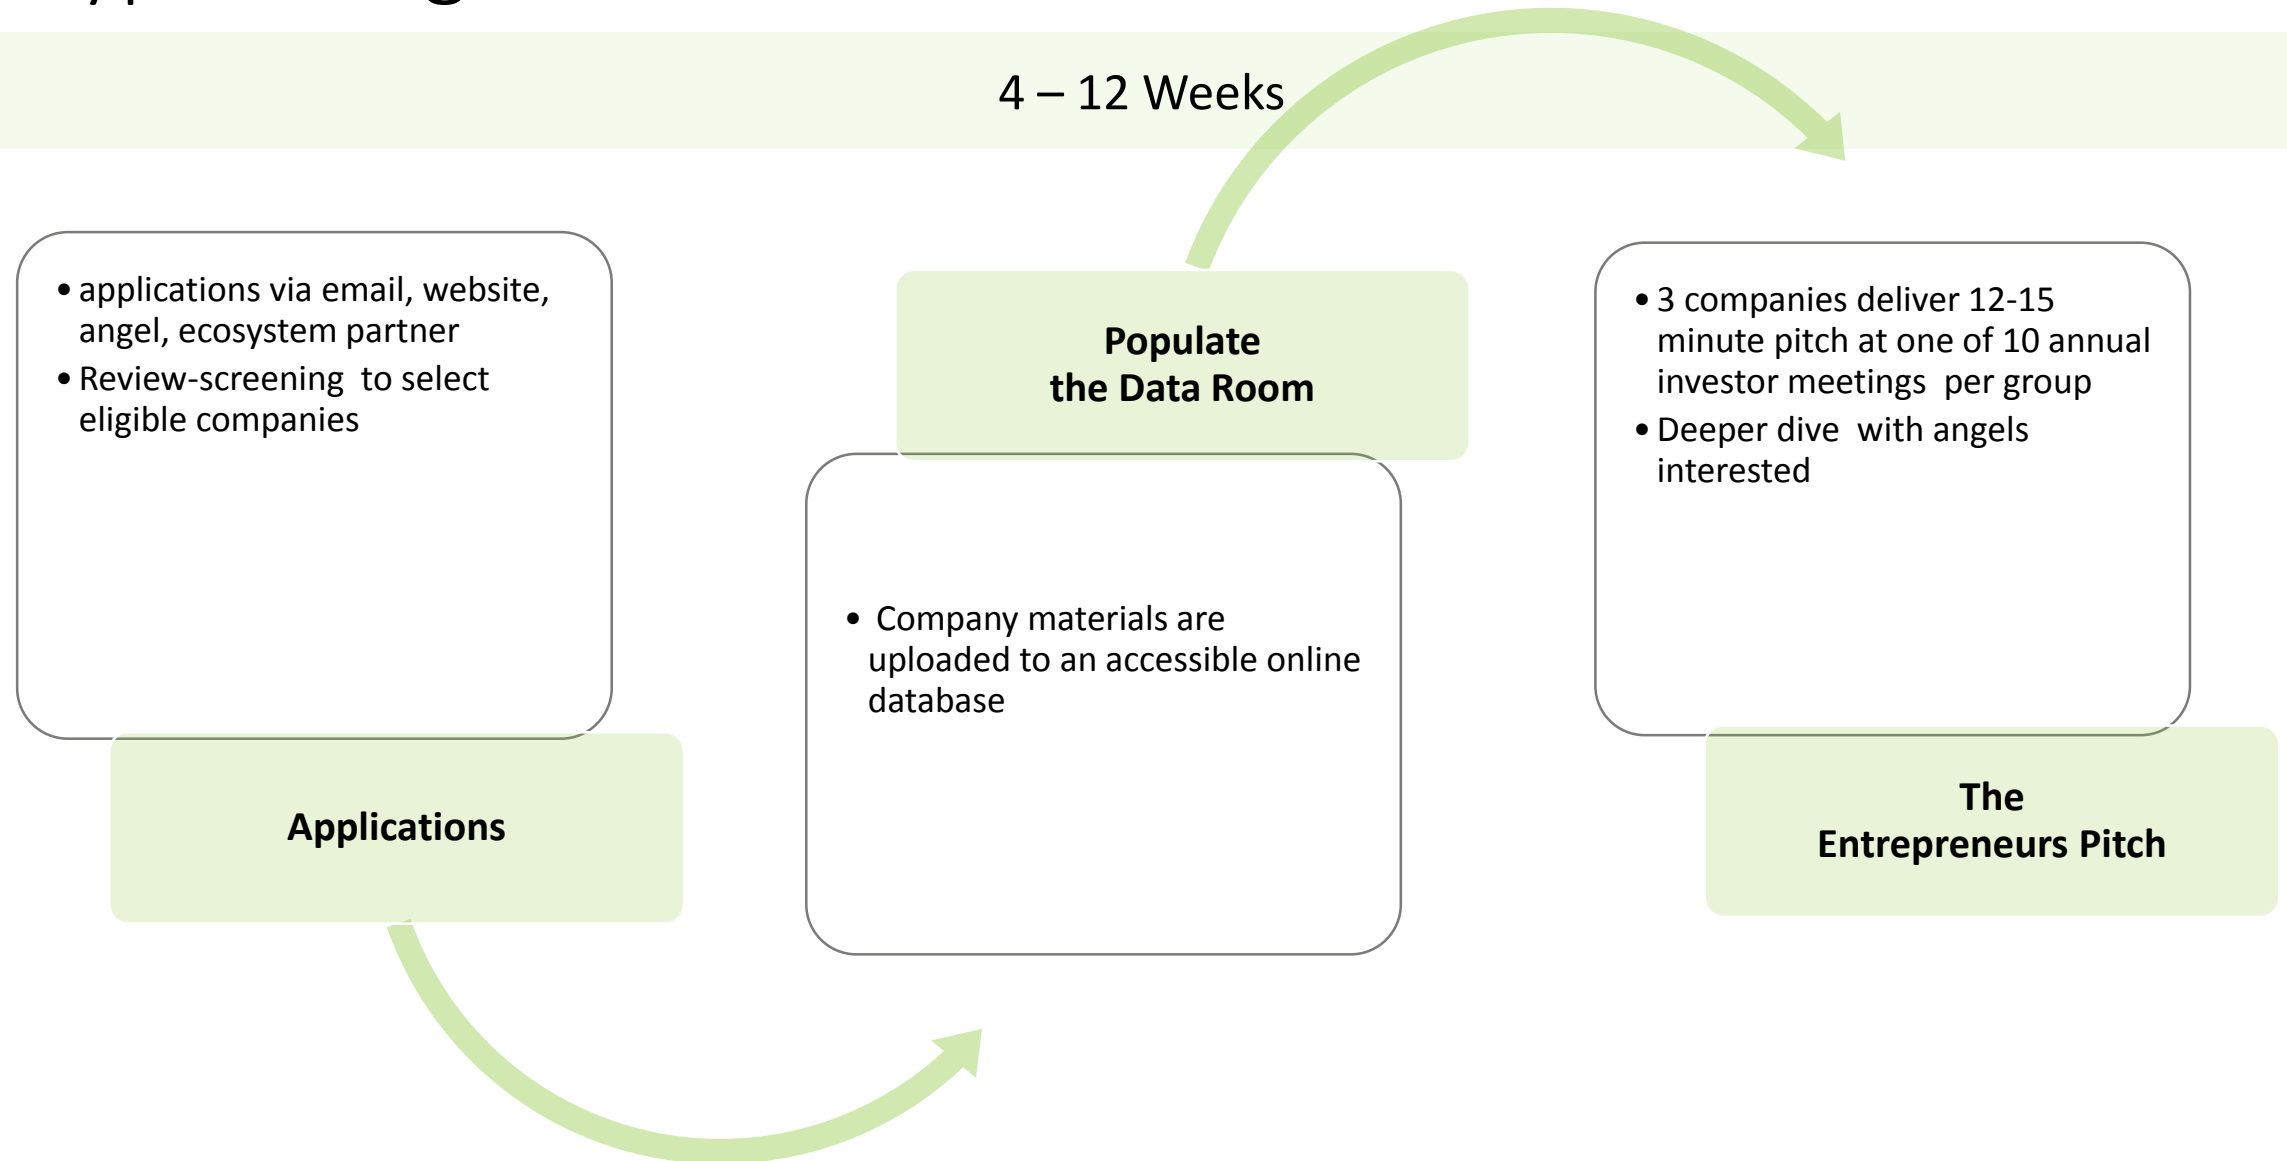 4 – 12 Weeks
• applications via email, website,
angel, ecosystem partner
• Review-screening to select
eligible companies
Applications
Populate
the Data Room
• Company materials are
uploaded to an accessible online
database
• 3 companies deliver 12-15
minute pitch at one of 10 annual
investor meetings per group
• Deeper dive with angels
interested
The
Entrepreneurs Pitch